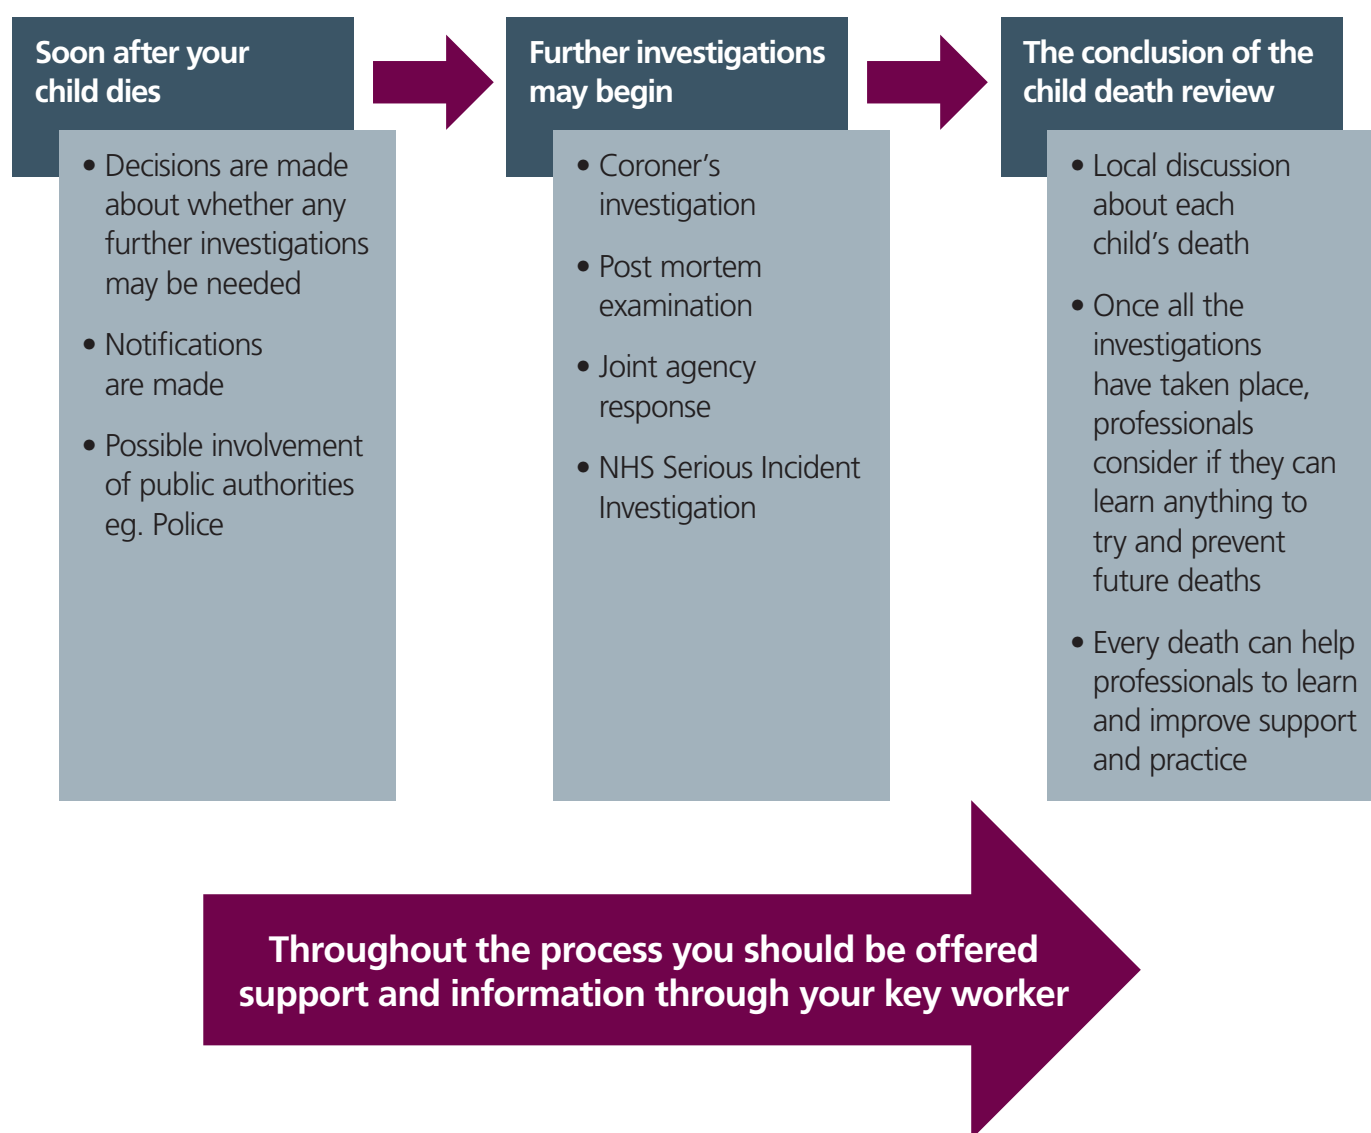 Soon after your
child dies
• Decisions are made
about whether any
further investigations
may be needed
• Notifications
are made
• Possible involvement
of public authorities
eg. Police
Further investigations
may begin
• Coroner’s
investigation
• Post mortem
examination
• Joint agency
response
• NHS Serious Incident
Investigation
The conclusion of the
child death review
• Local discussion
about each
child’s death
• Once all the
investigations
have taken place,
professionals
consider if they can
learn anything to
try and prevent
future deaths
• Every death can help
professionals to learn
and improve support
and practice
Throughout the process you should be offered
support and information through your key worker